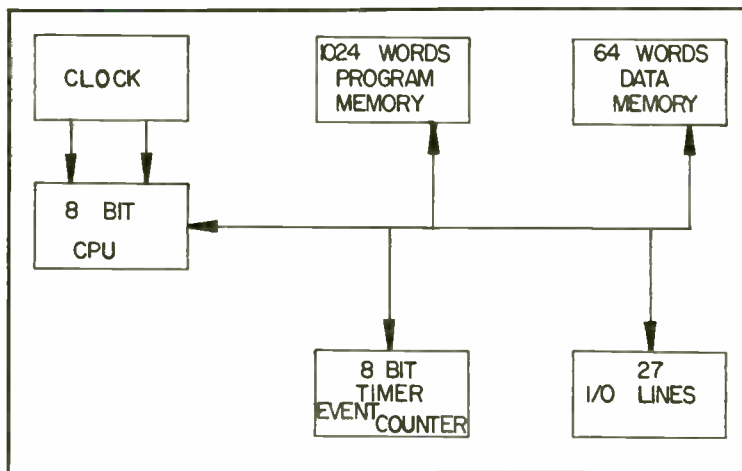 CLOCK
1024 WORDS
PROGRAM
MEMORY
64 WORDS
DATA
MEMORY
8 BIT
CPU
8 BIT
TIMER
EVENT COUNTER
27
I/O LINES